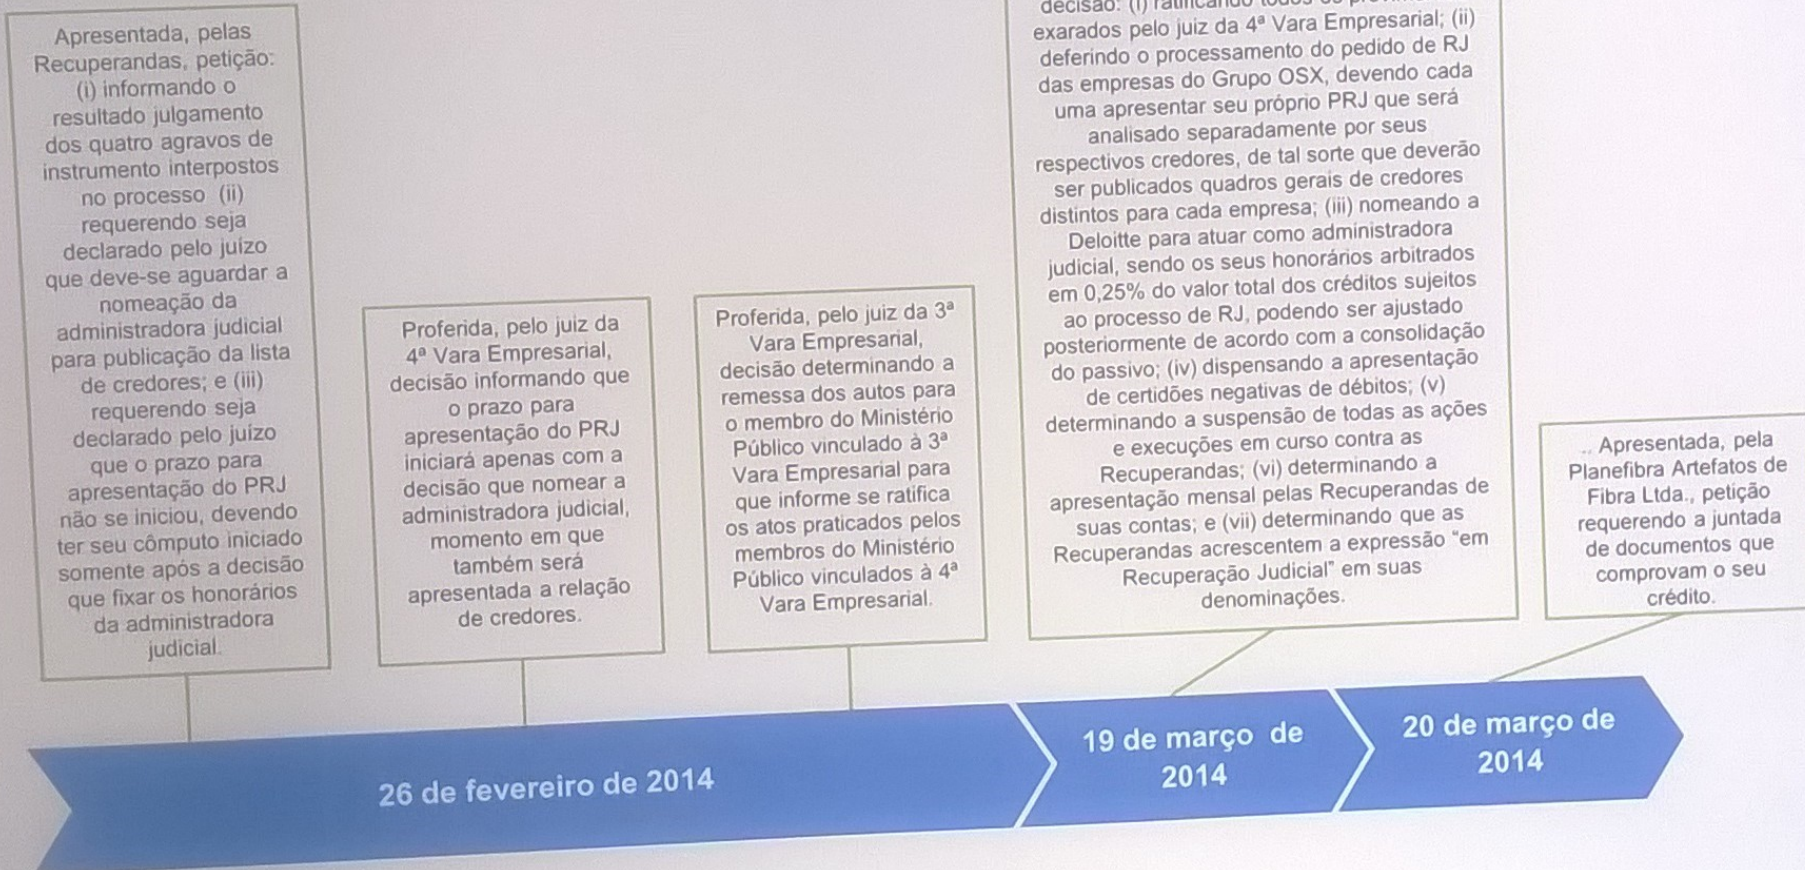 Apresentada, pelas
Recuperandas, petição:
(i) informando o
resultado julgamento
dos quatro agravos de
instrumento interpostos
no processo (ii)
requerendo seja
declarado pelo juízo
que deve-se aguardar a
nomeação da
administradora judicial
para publicação da lista
de credores; e (iii)
requerendo seja
declarado pelo juízo
que o prazo para
apresentação do PRJ
não se iniciou, devendo
ter seu cômputo iniciado
somente após a decisão
que fixar os honorários
da administradora
judicial.
Proferida, pelo juiz da
4ª Vara Empresarial,
decisão informando que
o prazo para
apresentação do PRJ
iniciará apenas com a
decisão que nomear a
administradora judicial,
momento em que
também será
apresentada a relação
de credores.
Proferida, pelo juiz da 3ª
Vara Empresarial,
decisão determinando a
remessa dos autos para
o membro do Ministério
Público vinculado à 3ª
Vara Empresarial para
que informe se ratifica
os atos praticados pelos
membros do Ministério
Público vinculados à 4ª
Vara Empresarial.
decisão: (i) ratificando
exarados pelo juiz da 4ª Vara Empresarial; (ii)
deferindo o processamento do pedido de RJ
das empresas do Grupo OSX, devendo cada
uma apresentar seu próprio PRJ que será
analisado separadamente por seus
respectivos credores, de tal sorte que deverão
ser publicados quadros gerais de credores
distintos para cada empresa; (iii) nomeando a
Deloitte para atuar como administradora
judicial, sendo os seus honorários arbitrados
em 0,25% do valor total dos créditos sujeitos
ao processo de RJ, podendo ser ajustado
posteriormente de acordo com a consolidação
do passivo; (iv) dispensando a apresentação
de certidões negativas de débitos; (v)
determinando a suspensão de todas as ações
e execuções em curso contra as
Recuperandas; (vi) determinando a
apresentação mensal pelas Recuperandas de
suas contas; e (vii) determinando que as
Recuperandas acrescentem a expressão "em
Recuperação Judicial" em suas
denominações.
.. Apresentada, pela
Planefibra Artefatos de
Fibra Ltda., petição
requerendo a juntada
de documentos que
comprovam o seu
crédito.
26 de fevereiro de 2014
19 de março de
2014
20 de março de
2014